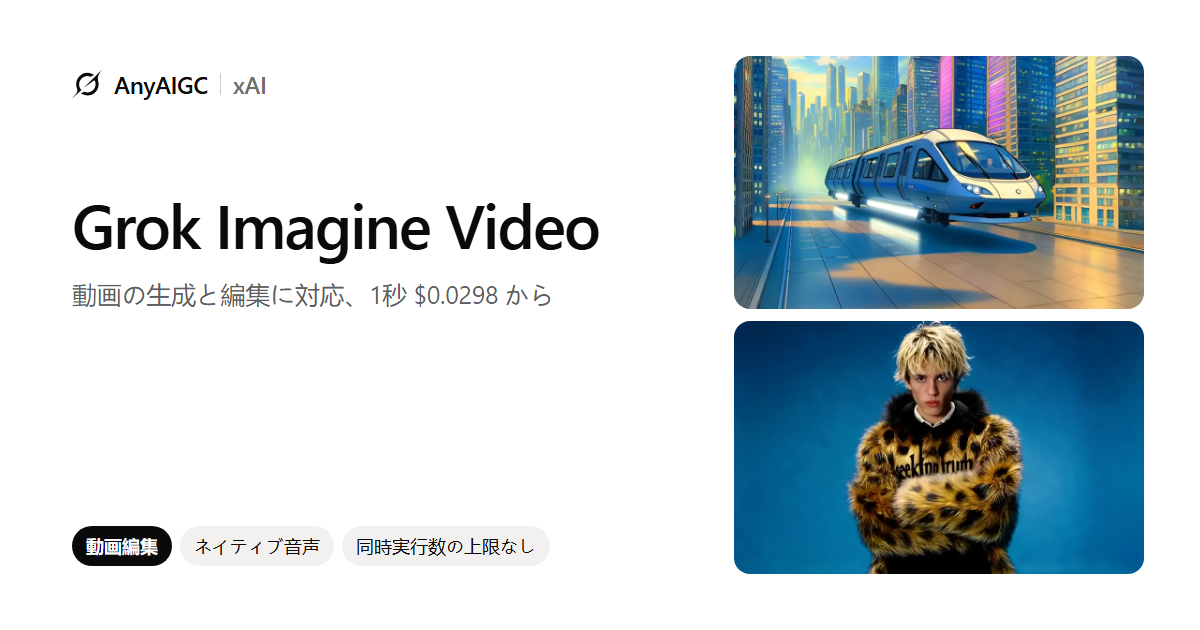 AnyAIGC | xAI
Grok Imagine Video
動画の生成と編集に対応、1秒 $0.0298 から
動画編集
ネイティブ音声
同時実行数の上限なし
seeking truth